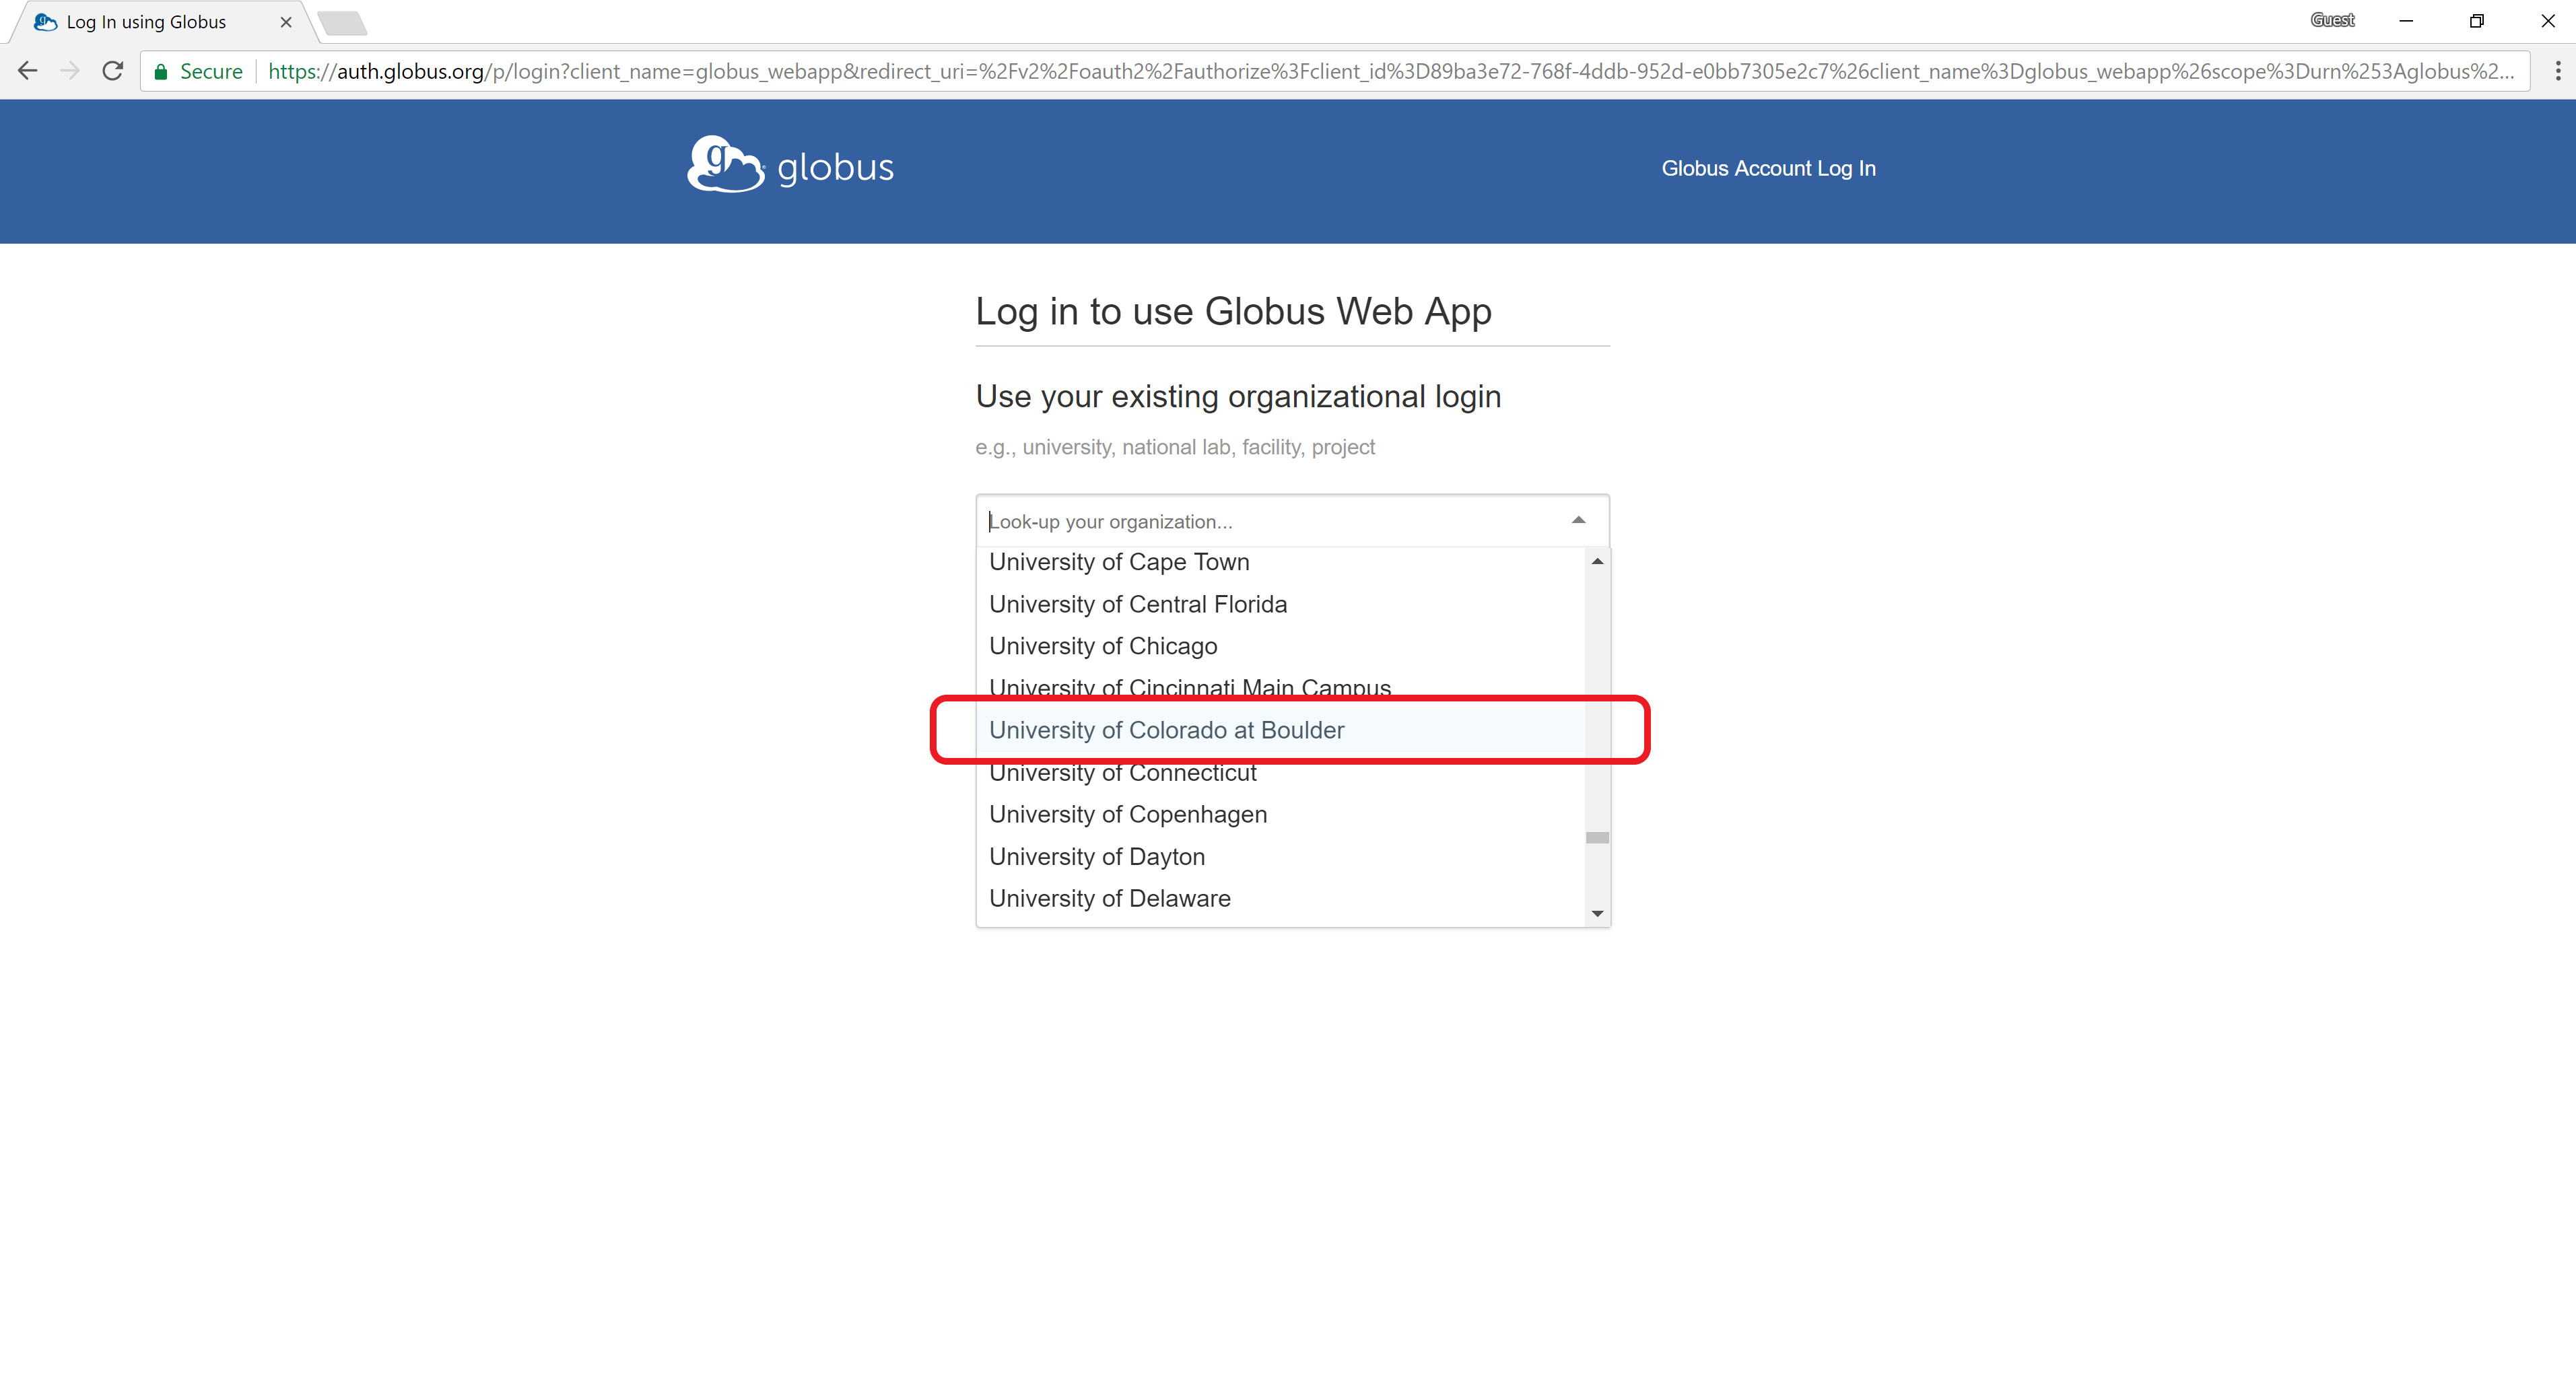 Log In using Globus
Guest
Secure
https://auth.globus.org/p/login?client_name=globus_webapp&redirect_uri=%2Fv2%2Foauth2%2Fauthorize%3Fclient_id%3D89ba3e72-768f-4ddb-952d-e0bb7305e2c7%26client_name%3Dglobus_webapp%26scope%3Durn%253Aglobus%2...
g globus
Globus Account Log In
Log in to use Globus Web App
Use your existing organizational login
e.g., university, national lab, facility, project
Look-up your organization...
University of Cape Town
University of Central Florida
University of Chicago
University of Cincinnati Main Campus
University of Colorado at Boulder
University of Connecticut
University of Copenhagen
University of Dayton
University of Delaware